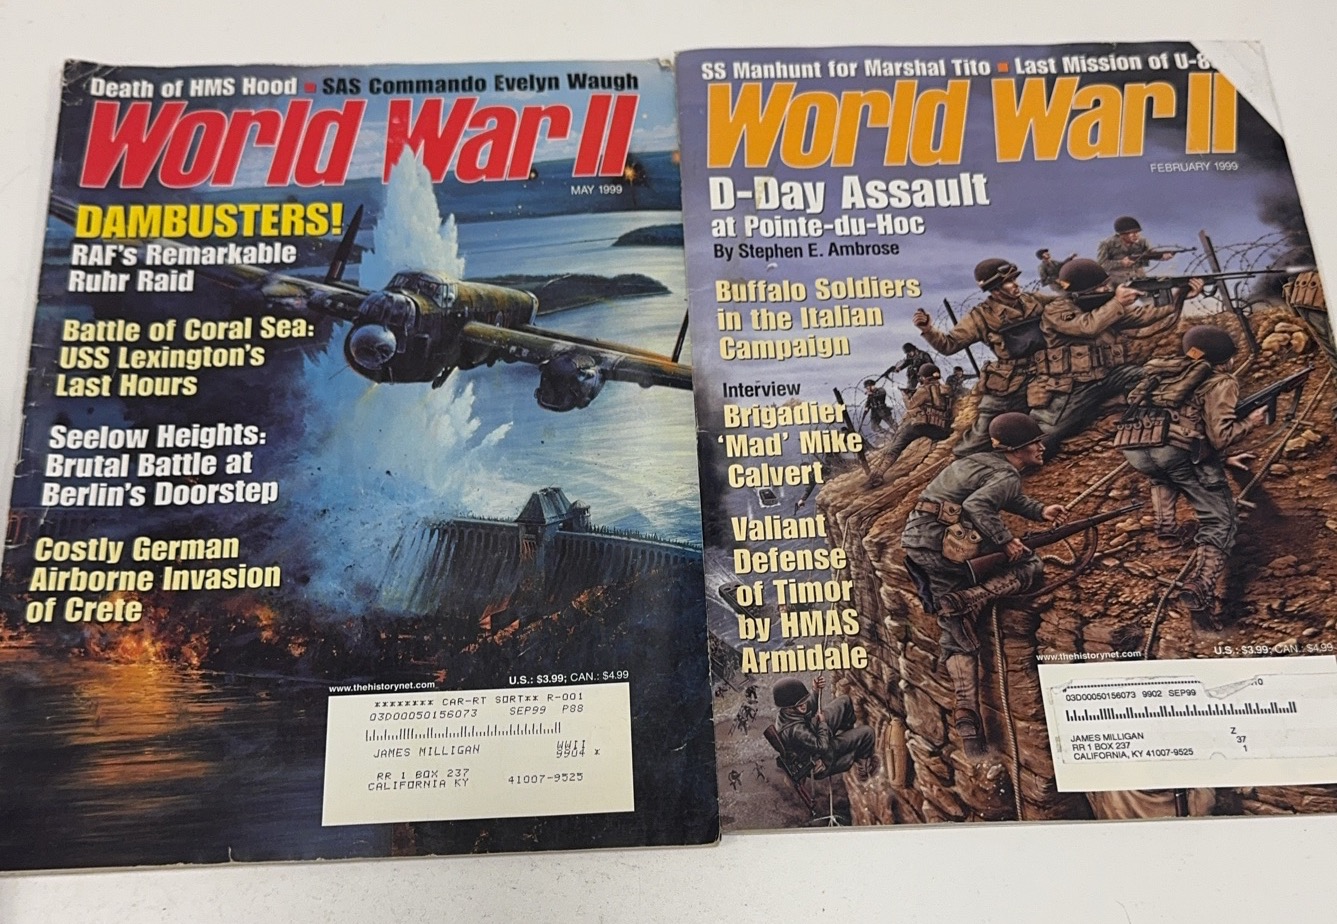 Death of HMS Hood ▪ SAS Commando Evelyn Waugh
World War II
MAY 1999
DAMBUSTERS!
RAF's Remarkable
Ruhr Raid
Battle of Coral Sea:
USS Lexington's
Last Hours
Seelow Heights:
Brutal Battle at
Berlin's Doorstep
Costly German
Airborne Invasion
of Crete
www.thehistorynet.com
U.S.: $3.99; CAN.: $4.99
******** CAR-RT SORT** R-001
03D00050156073 SEP99 P88
JAMES MILLIGAN WWII
9904 *
RR 1 BOX 237
CALIFORNIA KY 41007-9525
SS Manhunt for Marshal Tito ▪ Last Mission of
World War II
FEBRUARY 1999
D-Day Assault
at Pointe-du-Hoc
By Stephen E. Ambrose
Buffalo Soldiers
in the Italian
Campaign
Interview
Brigadier
'Mad' Mike
Calvert
Valiant
Defense
of Timor
by HMAS
Armidale
www.thehistorynet.com
U.S.: $3.99; CAN.: $4.99
03D00050156073 9902 SEP99
JAMES MILLIGAN Z
RR 1 BOX 237 37
CALIFORNIA, KY 41007-9525 1